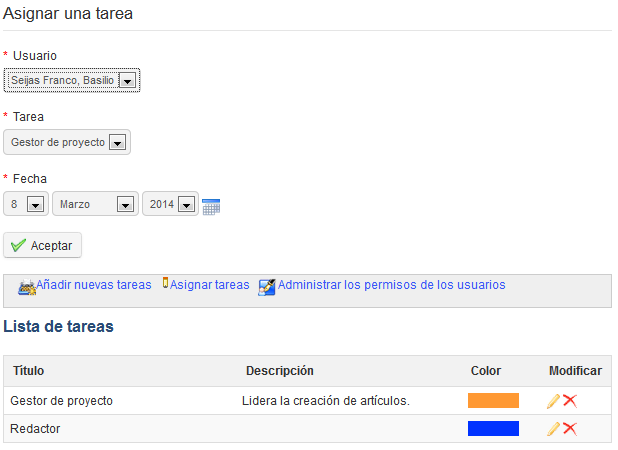 Asignar una tarea
* Usuario
Seijas Franco, Basilio
* Tarea
Gestor de proyecto
* Fecha
8 Marzo 2014
Aceptar
Añadir nuevas tareas Asignar tareas Administrar los permisos de los usuarios
Lista de tareas
Título Descripción Color Modificar
Gestor de proyecto Lidera la creación de artículos.
Redactor